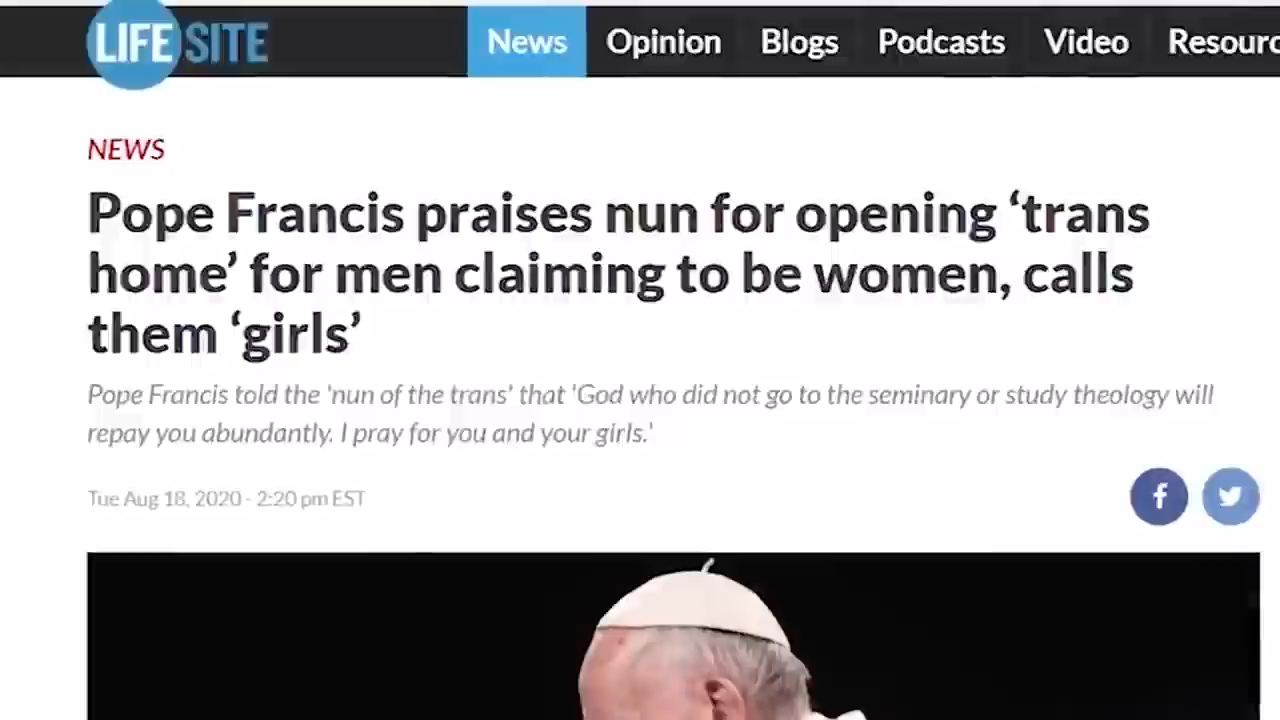 LIFE SITE
News Opinion Blogs Podcasts Video Resourc
NEWS
Pope Francis praises nun for opening ‘trans
home’ for men claiming to be women, calls
them ‘girls’
Pope Francis told the 'nun of the trans' that 'God who did not go to the seminary or study theology will
repay you abundantly. I pray for you and your girls.'
Tue Aug 18, 2020 - 2:20 pm EST